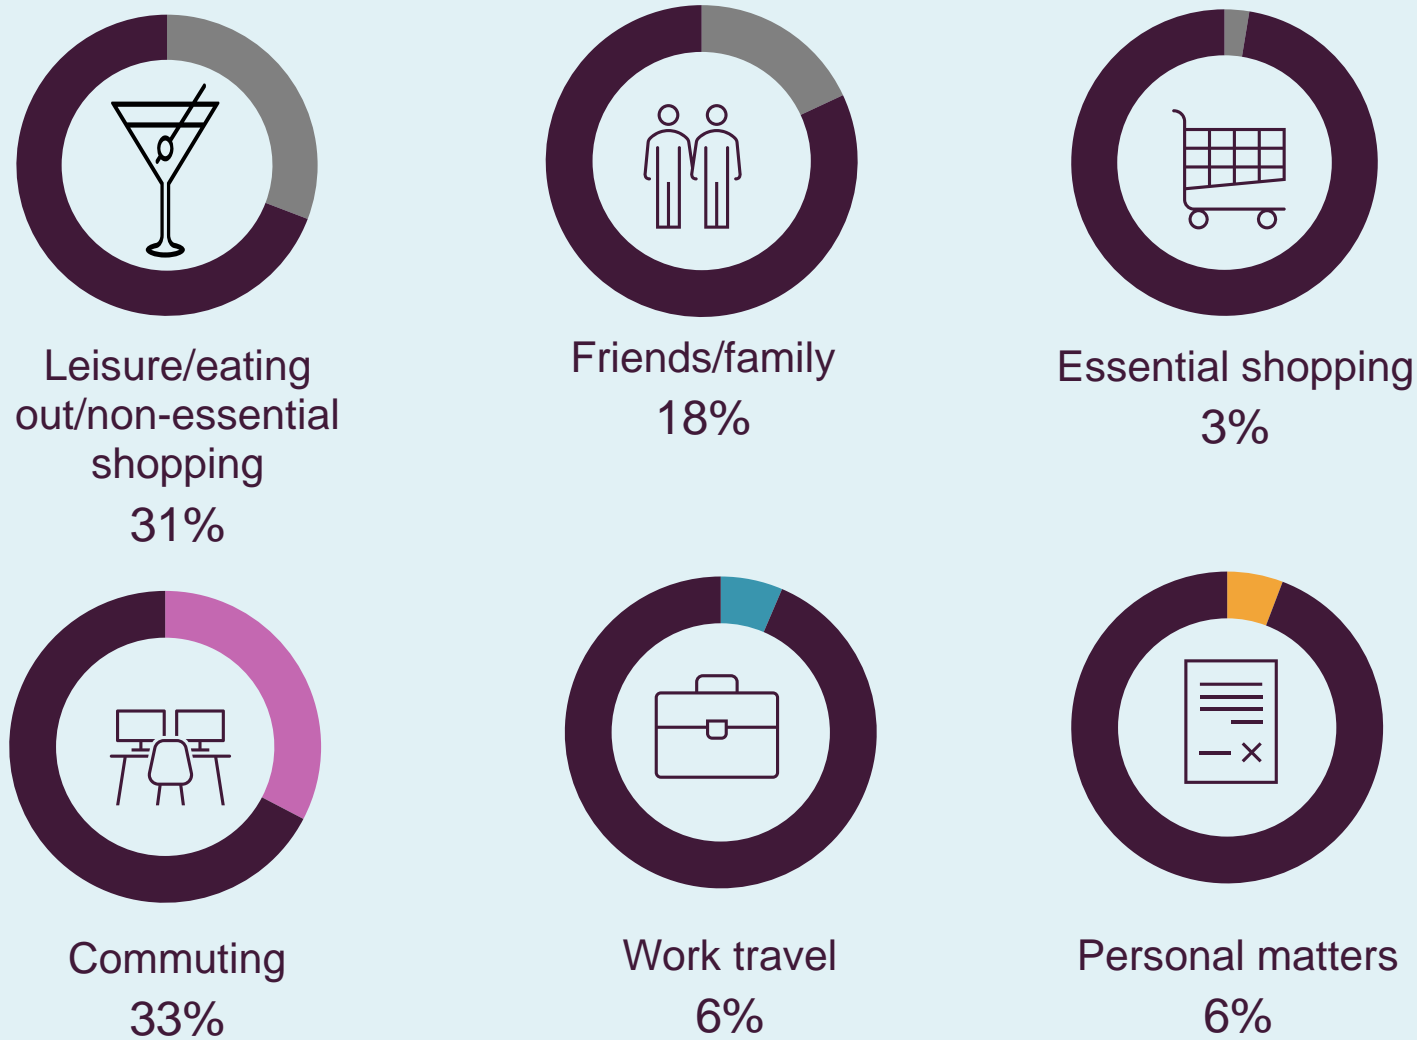 Leisure/eating
out/non-essential
shopping
31%
Friends/family
18%
Essential shopping
3%
Commuting
33%
Work travel
6%
Personal matters
6%